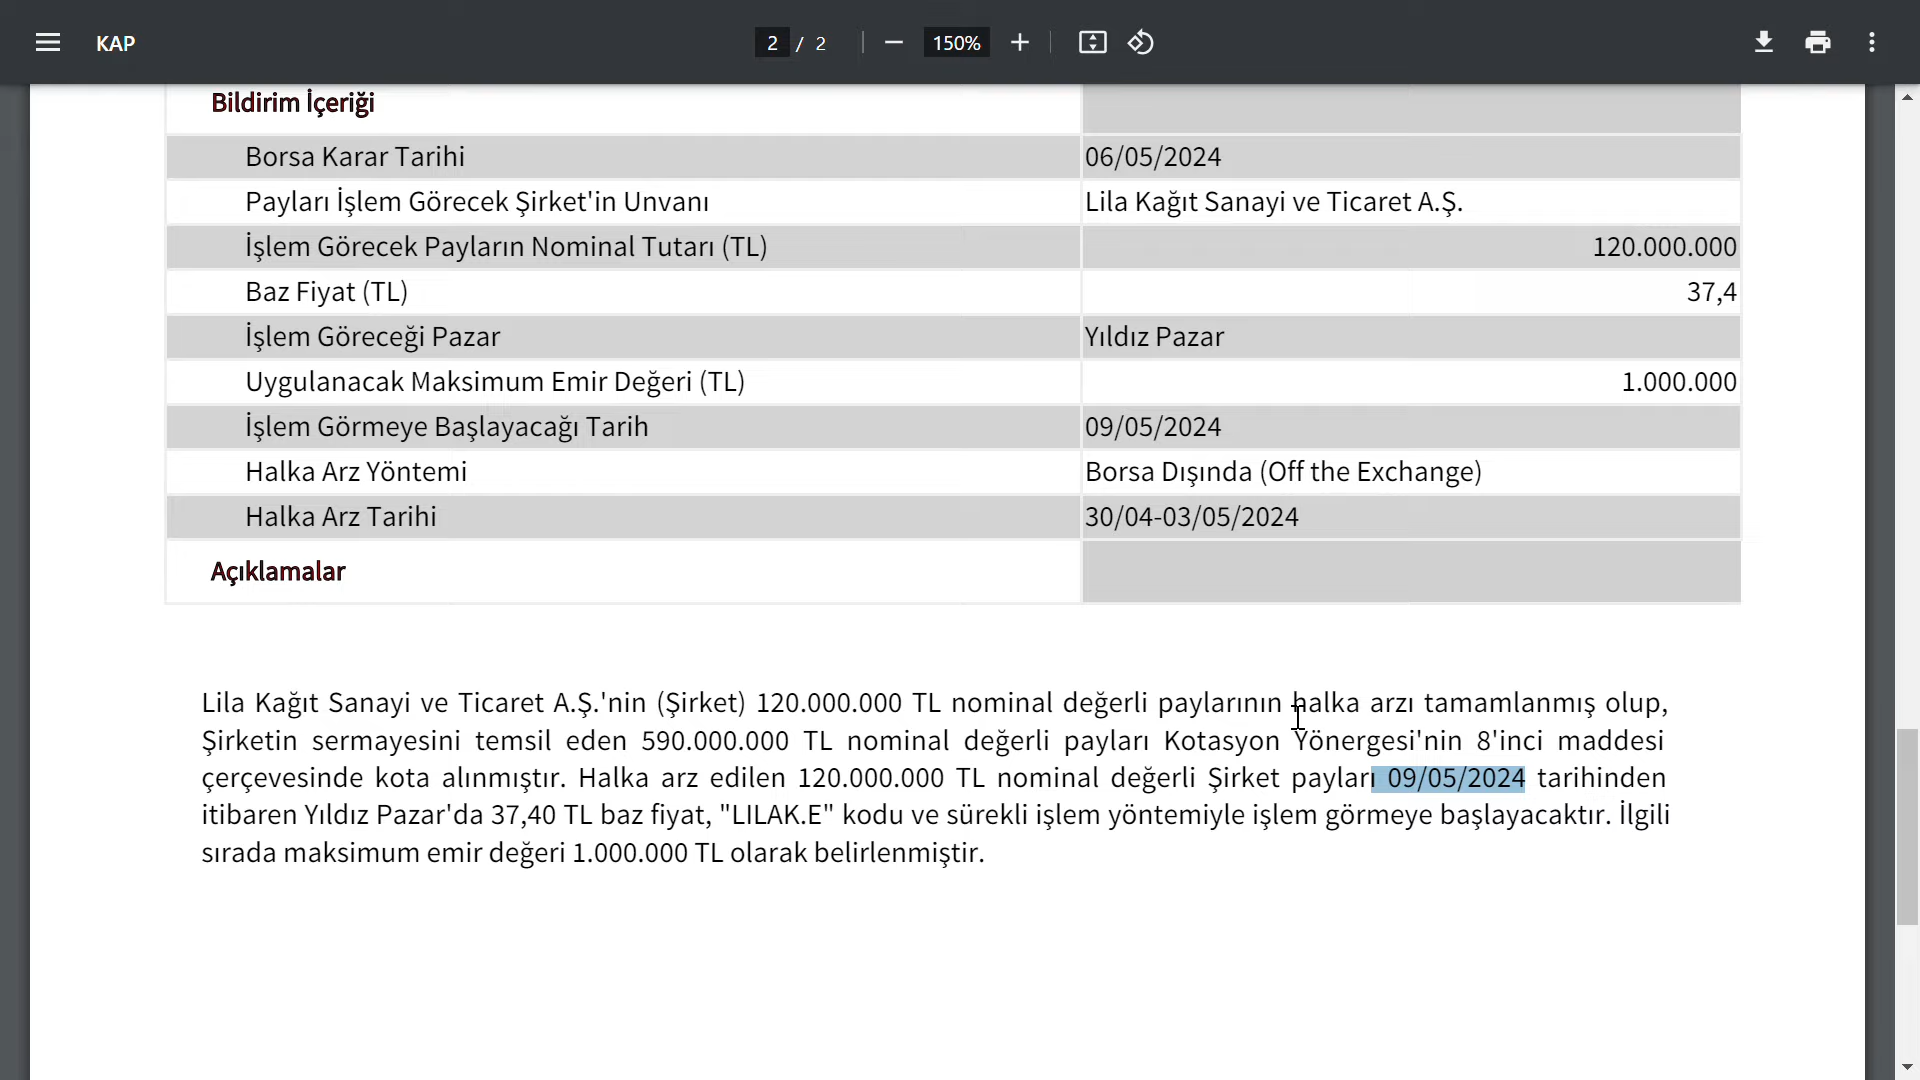 KAP
2 / 2
150%
Bildirim İçeriği
Borsa Karar Tarihi 06/05/2024
Payları İşlem Görecek Şirket'in Unvanı Lila Kağıt Sanayi ve Ticaret A.Ş.
İşlem Görecek Payların Nominal Tutarı (TL) 120.000.000
Baz Fiyat (TL) 37,4
İşlem Göreceği Pazar Yıldız Pazar
Uygulanacak Maksimum Emir Değeri (TL) 1.000.000
İşlem Görmeye Başlayacağı Tarih 09/05/2024
Halka Arz Yöntemi Borsa Dışında (Off the Exchange)
Halka Arz Tarihi 30/04-03/05/2024
Açıklamalar
Lila Kağıt Sanayi ve Ticaret A.Ş.'nin (Şirket) 120.000.000 TL nominal değerli paylarının halka arzı tamamlanmış olup,
Şirketin sermayesini temsil eden 590.000.000 TL nominal değerli payları Kotasyon Yönergesi'nin 8'inci maddesi
çerçevesinde kota alınmıştır. Halka arz edilen 120.000.000 TL nominal değerli Şirket payları 09/05/2024 tarihinden
itibaren Yıldız Pazar'da 37,40 TL baz fiyat, "LILAK.E" kodu ve sürekli işlem yöntemiyle işlem görmeye başlayacaktır. İlgili
sırada maksimum emir değeri 1.000.000 TL olarak belirlenmiştir.